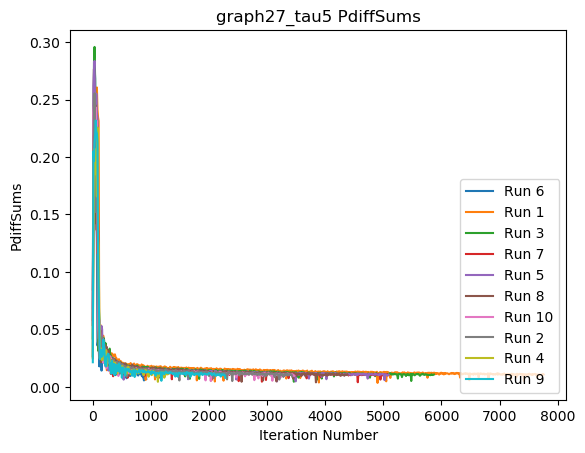 graph27_tau5 PdiffSums
0.30
0.25
0.20
0.15
0.10
0.05
0.00
PdiffSums
0 1000 2000 3000 4000 5000 6000 7000 8000
Iteration Number
Run 6
Run 1
Run 3
Run 7
Run 5
Run 8
Run 10
Run 2
Run 4
Run 9